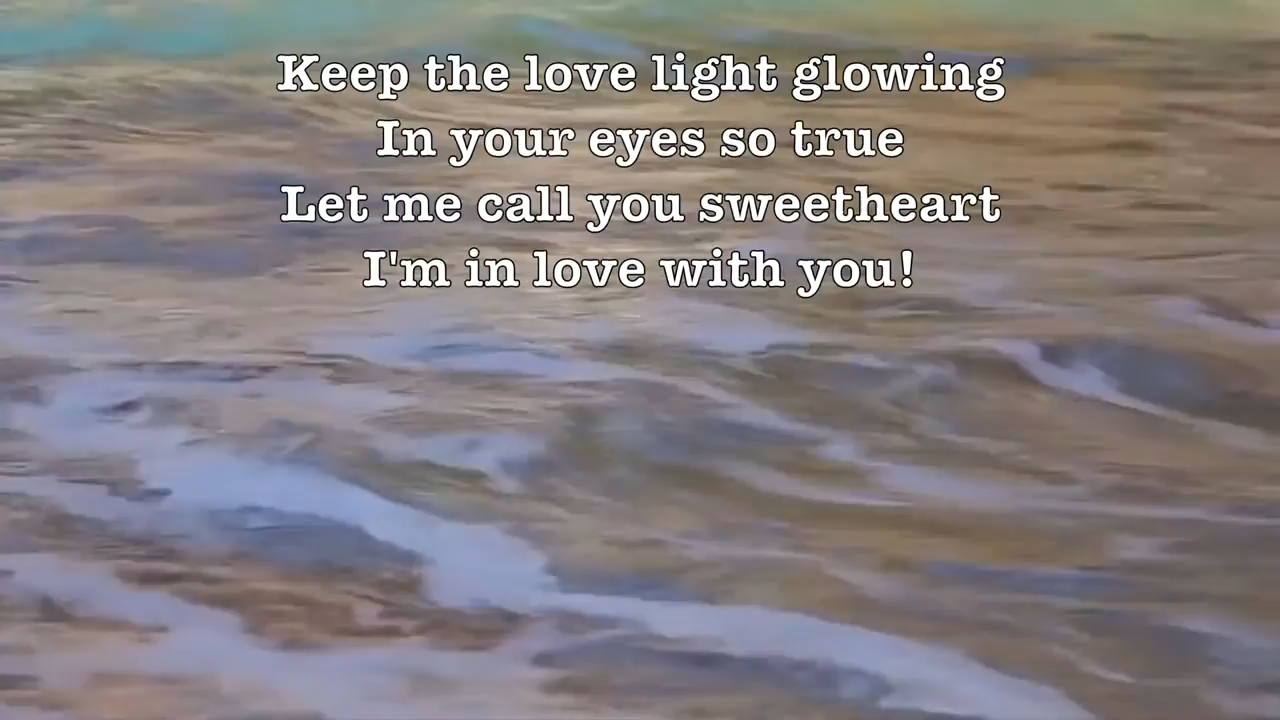 Keep the love light glowing
In your eyes so true
Let me call you sweetheart
I'm in love with you!